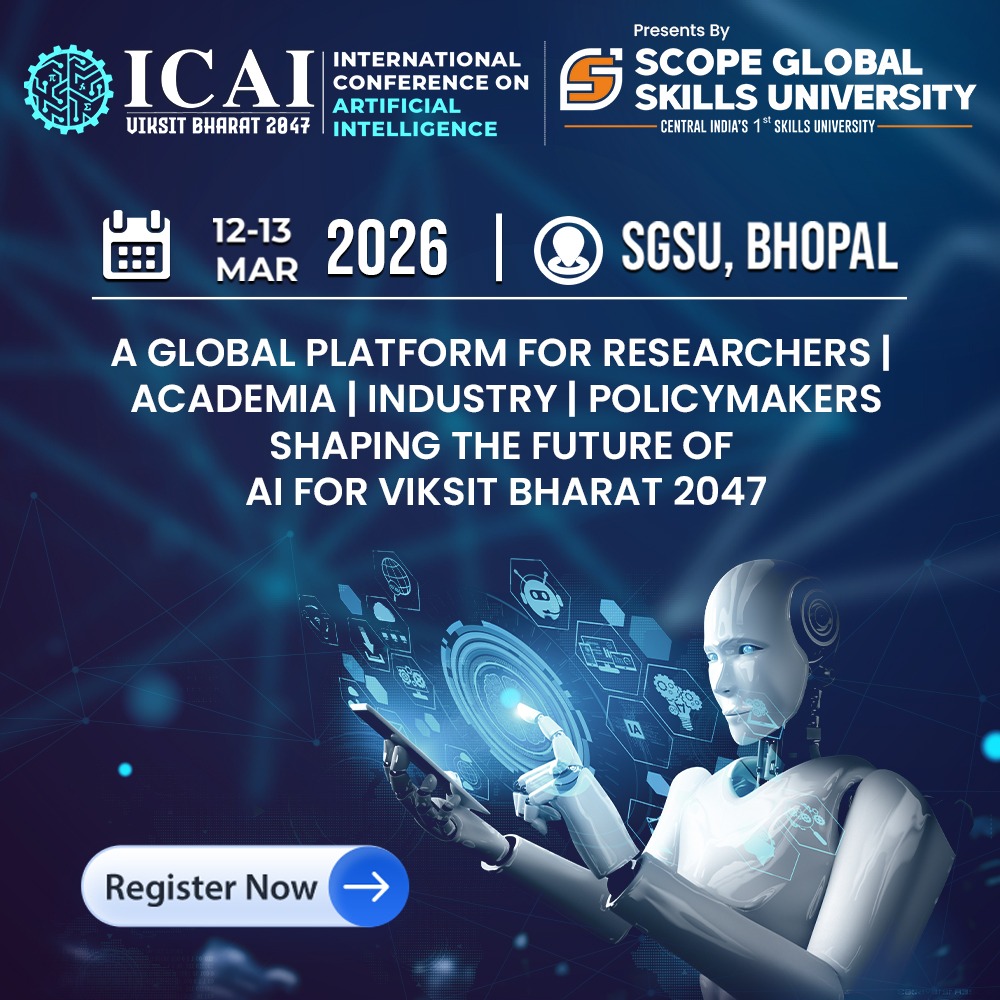 ICAI
VIKSIT BHARAT 2047
INTERNATIONAL
CONFERENCE ON
ARTIFICIAL
INTELLIGENCE
Presents By
SCOPE GLOBAL
SKILLS UNIVERSITY
CENTRAL INDIA'S 1st SKILLS UNIVERSITY
12-13
MAR
2026
SGSU, BHOPAL
A GLOBAL PLATFORM FOR RESEARCHERS |
ACADEMIA | INDUSTRY | POLICYMAKERS
SHAPING THE FUTURE OF
AI FOR VIKSIT BHARAT 2047
IA
Register Now